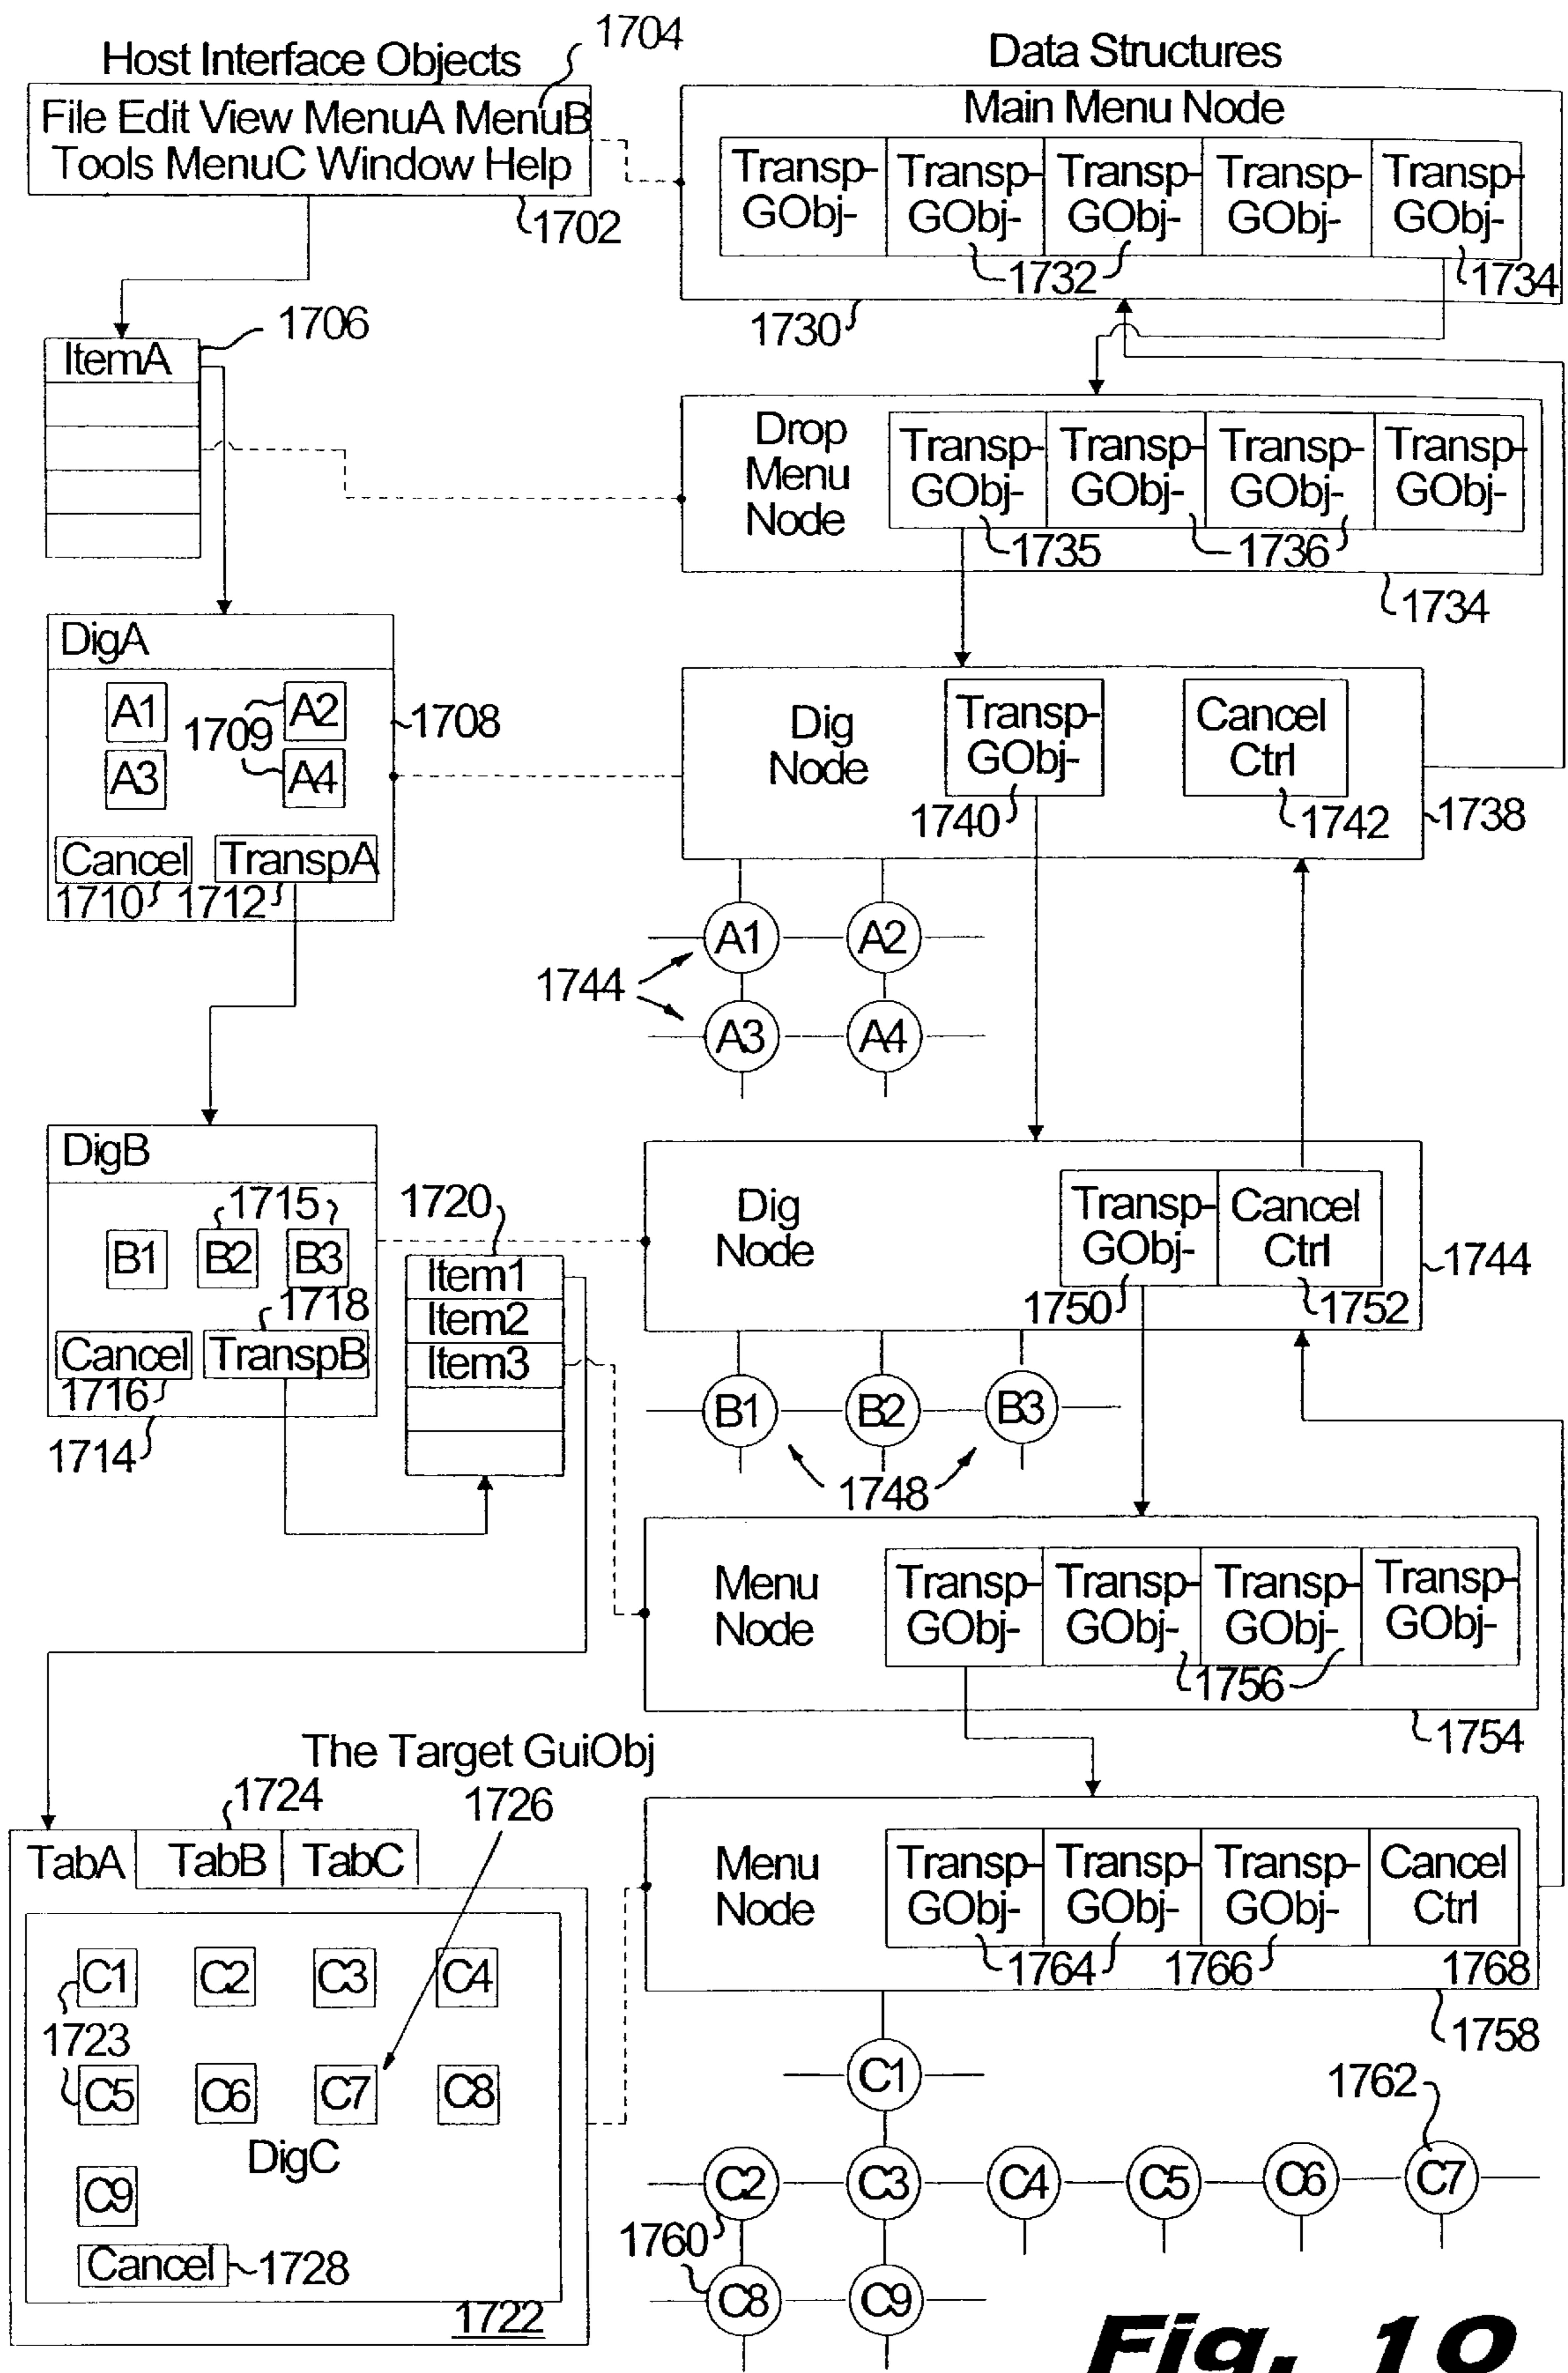 Host Interface Objects
1704
File Edit View MenuA MenuB
Tools MenuC Window Help
1702
Data Structures
Main Menu Node
Transp-
GObj-
Transp-
GObj-
Transp-
GObj-
Transp-
GObj-
Transp-
GObj-
1732
1734
1730
1706
ItemA
Drop
Menu
Node
Transp-
GObj-
Transp-
GObj-
Transp-
GObj-
Transp-
GObj-
1735
1736
1734
DigA
A1
A2
1709
A3
A4
1708
Cancel
TranspA
1710
1712
Dig
Node
Transp-
GObj-
Cancel
Ctrl
1740
1742
1738
A1
A2
1744
A3
A4
DigB
1715
B1
B2
B3
1718
Cancel
TranspB
1716
1714
1720
Item1
Item2
Item3
Dig
Node
Transp-
GObj-
Cancel
Ctrl
1750
1752
1744
B1
B2
B3
1748
Menu
Node
Transp-
GObj-
Transp-
GObj-
Transp-
GObj-
Transp-
GObj-
1756
1754
The Target GuiObj
1724
1726
TabA
TabB
TabC
C1
C2
C3
C4
1723
C5
C6
C7
C8
DigC
C9
Cancel
1728
1722
Menu
Node
Transp-
GObj-
Transp-
GObj-
Transp-
GObj-
Cancel
Ctrl
1764
1766
1768
1758
C1
1762
C2
C3
C4
C5
C6
C7
1760
C8
C9
Fig. 10